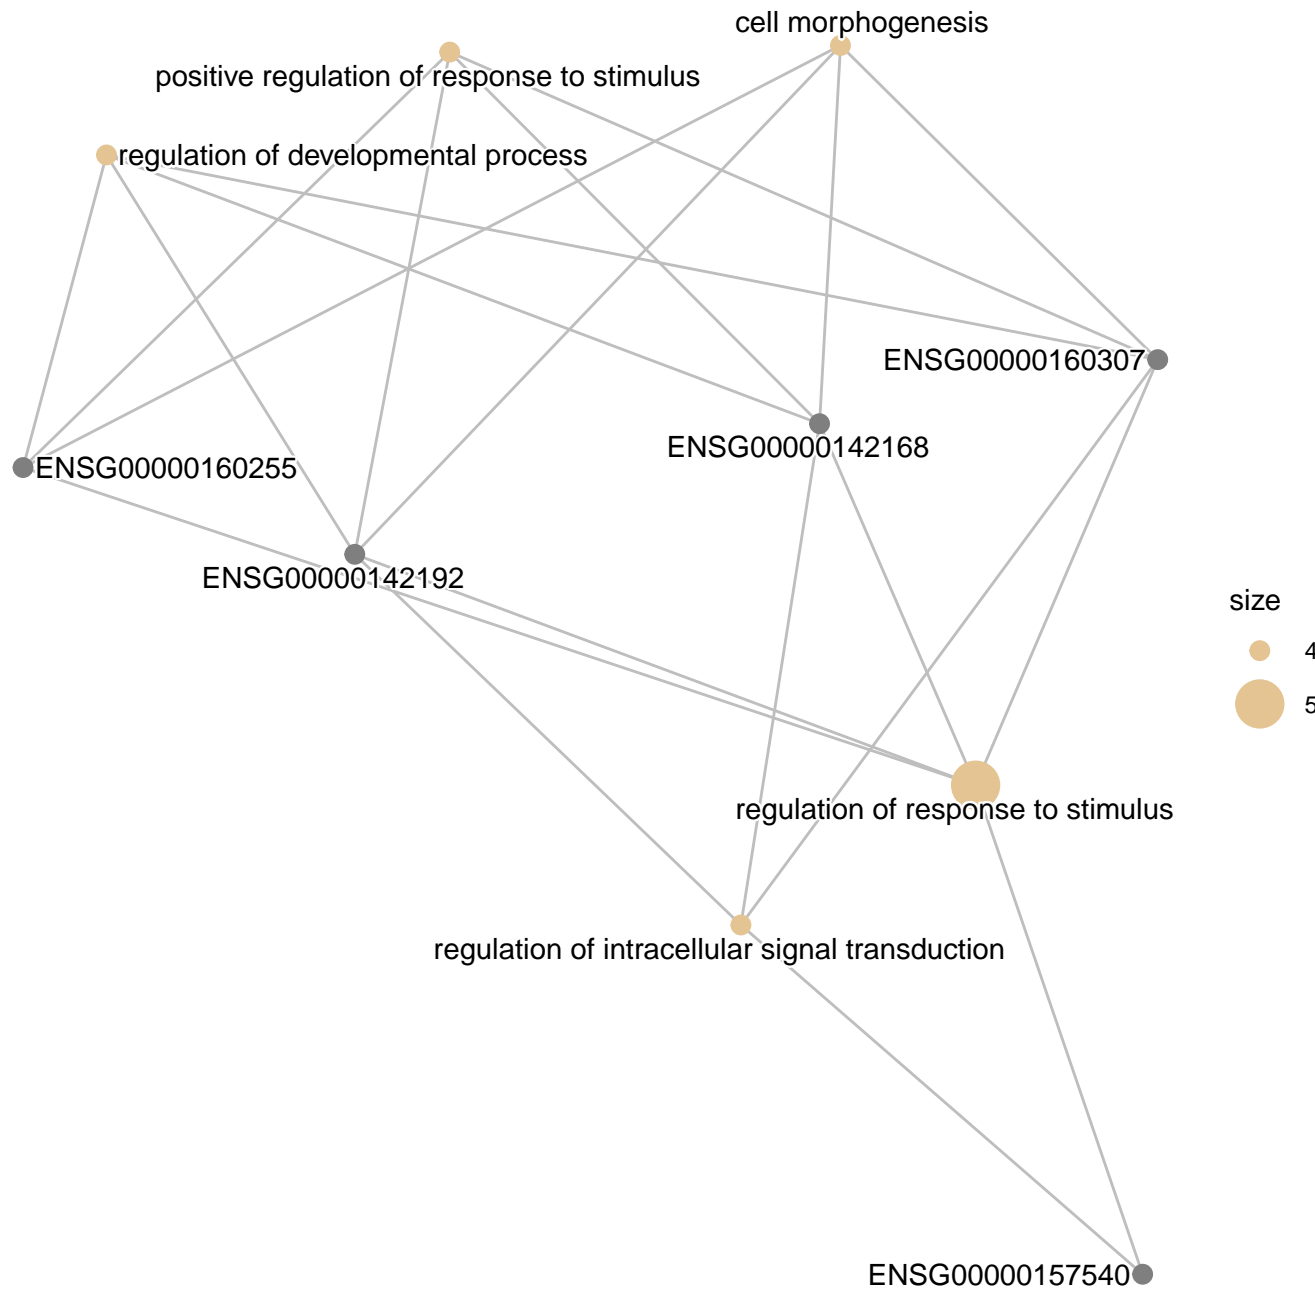 cell morphogenesis
positive regulation of response to stimulus
regulation of developmental process
ENSG00000160307
ENSG00000142168
ENSG00000160255
ENSG00000142192
size
4
5
regulation of response to stimulus
regulation of intracellular signal transduction
ENSG00000157540